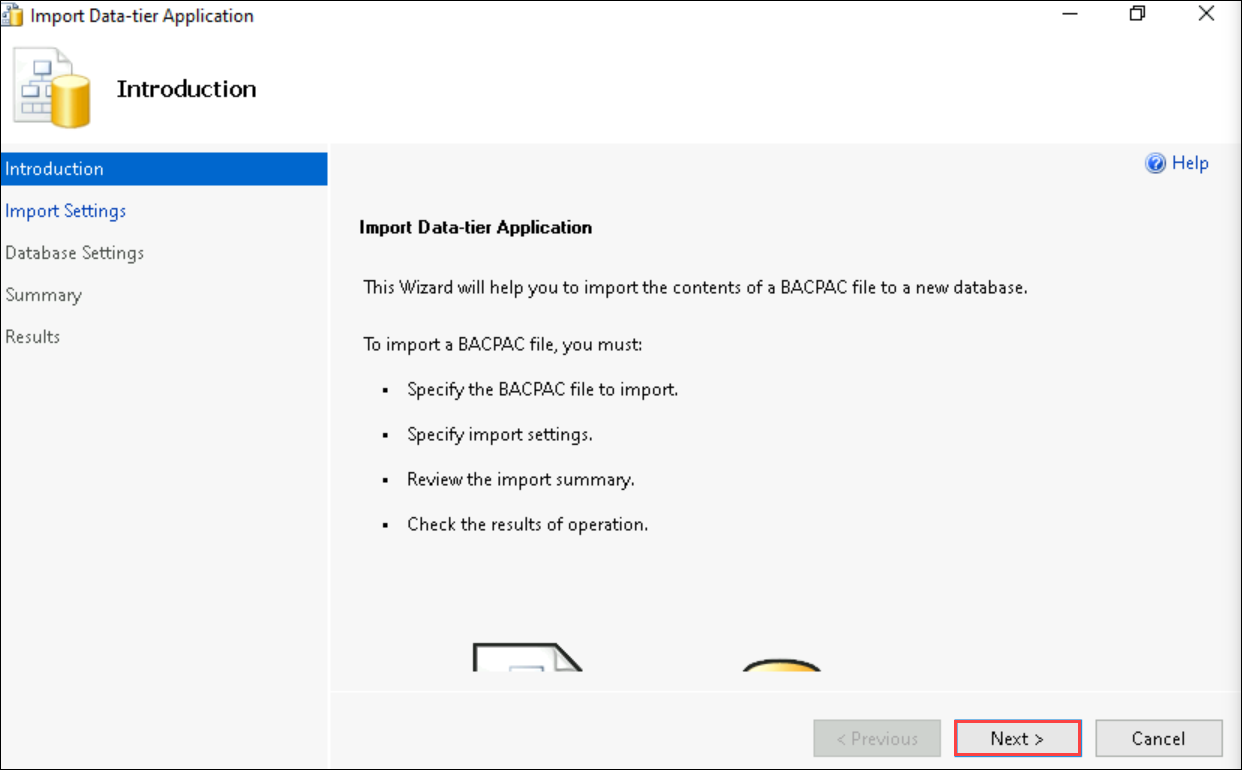 Import Data-tier Application
Introduction
Introduction
Import Settings
Database Settings
Summary
Results
Help
Import Data-tier Application
This Wizard will help you to import the contents of a BACPAC file to a new database.
To import a BACPAC file, you must:
▪ Specify the BACPAC file to import.
▪ Specify import settings.
▪ Review the import summary.
▪ Check the results of operation.
< Previous
Next >
Cancel